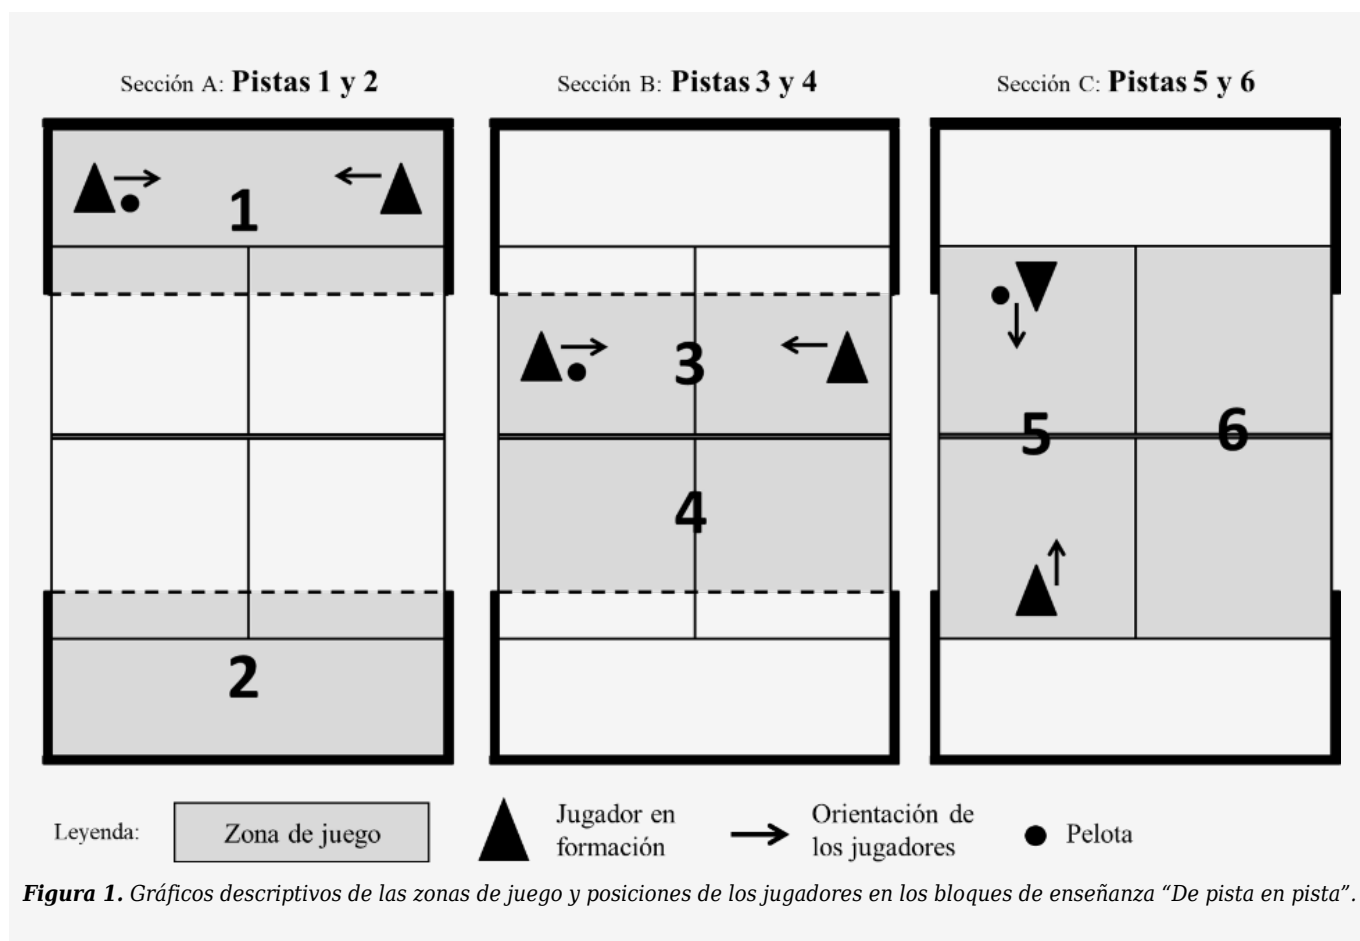 Sección A: Pistas 1 y 2
Sección B: Pistas 3 y 4
Sección C: Pistas 5 y 6
1
2
3
4
5
6
Leyenda:
Zona de juego
Jugador en
formación
Orientación de
los jugadores
Pelota
Figura 1. Gráficos descriptivos de las zonas de juego y posiciones de los jugadores en los bloques de enseñanza “De pista en pista”.